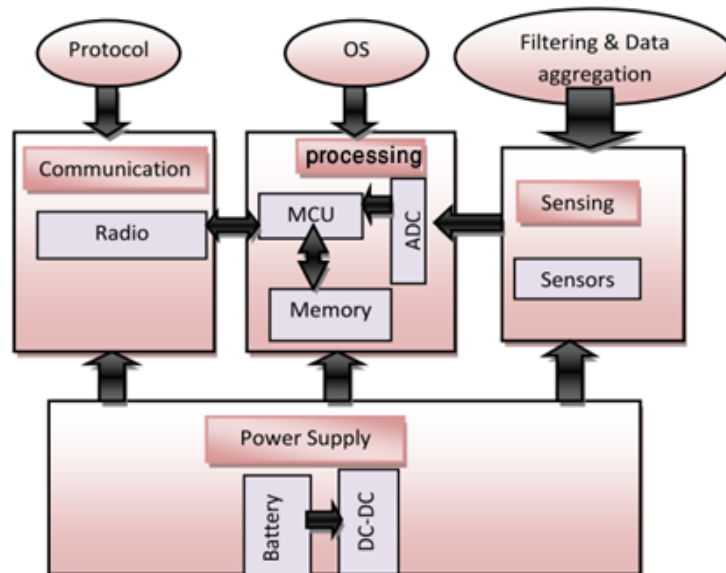 Protocol
OS
Filtering & Data
aggregation
Communication
processing
Sensing
Radio
MCU
ADC
Sensors
Memory
Power Supply
Battery
DC-DC